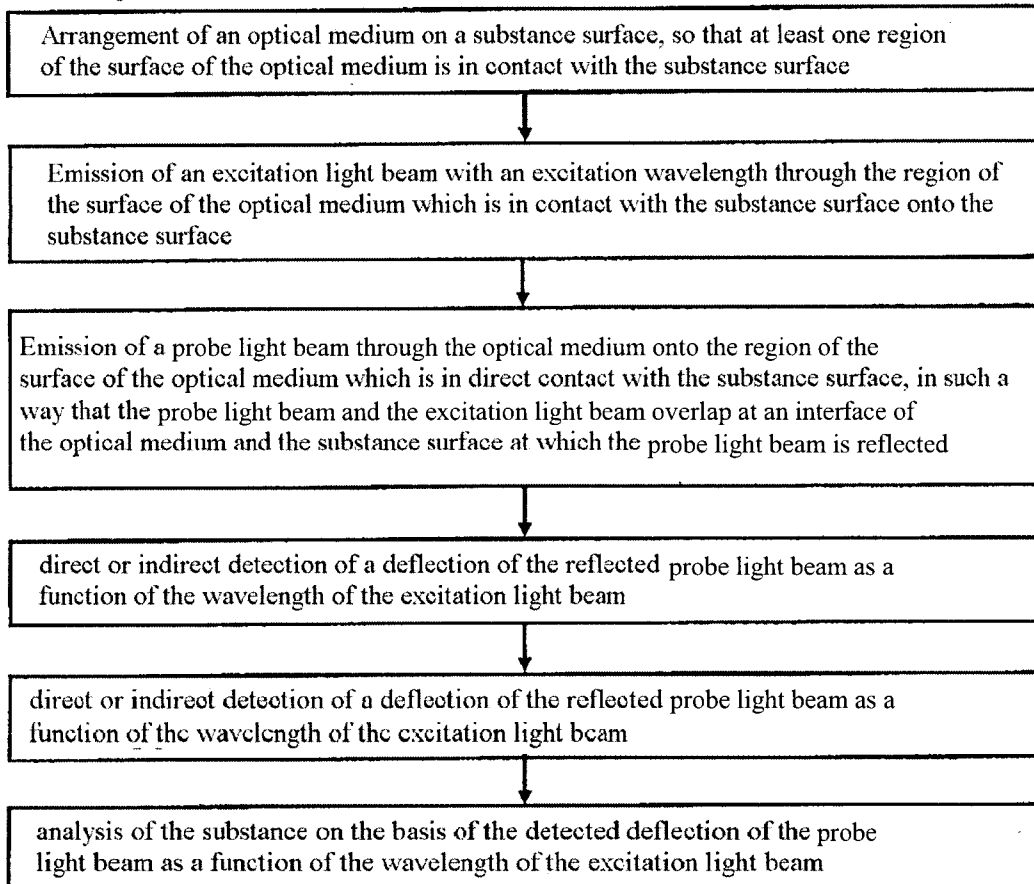 Arrangement of an optical medium on a substance surface, so that at least one region
of the surface of the optical medium is in contact with the substance surface
Emission of an excitation light beam with an excitation wavelength through the region of
the surface of the optical medium which is in contact with the substance surface onto the
substance surface
Emission of a probe light beam through the optical medium onto the region of the
surface of the optical medium which is in direct contact with the substance surface, in such a
way that the probe light beam and the excitation light beam overlap at an interface of
the optical medium and the substance surface at which the probe light beam is reflected
direct or indirect detection of a deflection of the reflected probe light beam as a
function of the wavelength of the excitation light beam
direct or indirect detection of a deflection of the reflected probe light beam as a
function of the wavelength of the excitation light beam
analysis of the substance on the basis of the detected deflection of the probe
light beam as a function of the wavelength of the excitation light beam